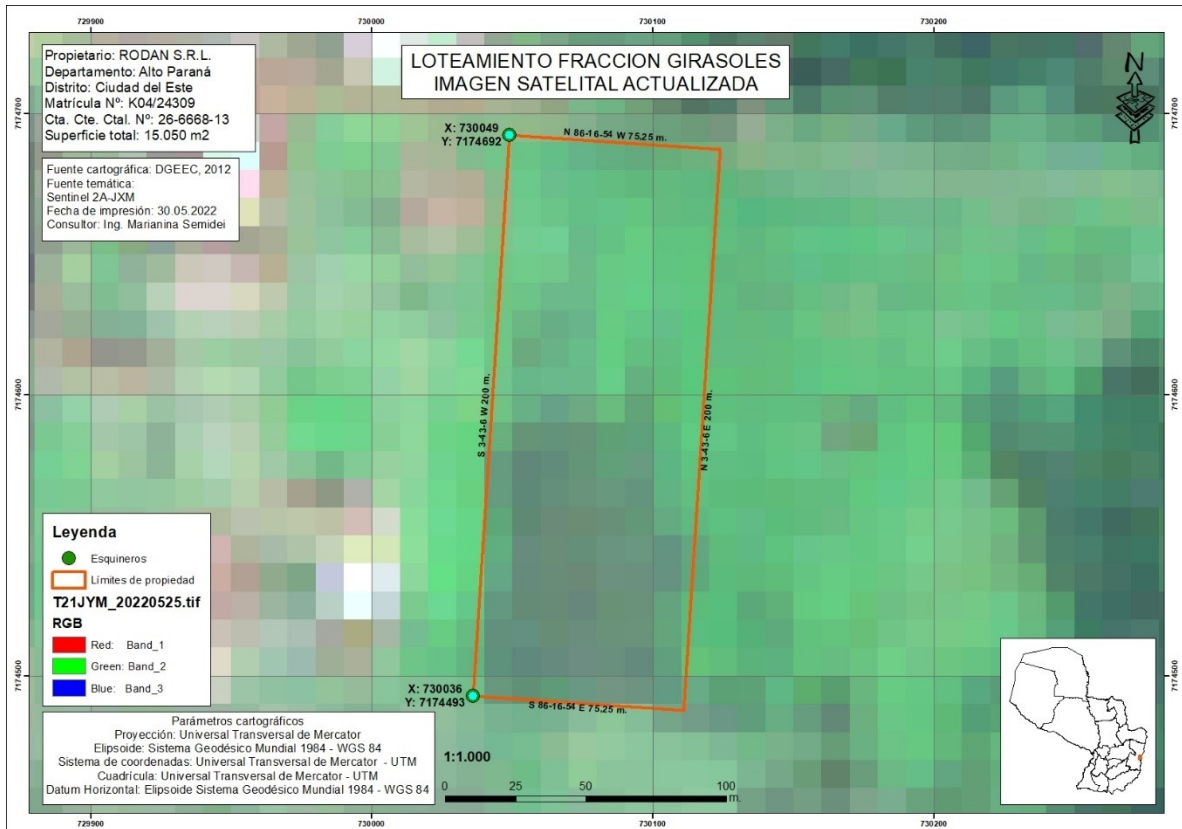 729900
730000
730100
730200
Propietario: RODAN S.R.L.
Departamento: Alto Paraná
Distrito: Ciudad del Este
Matrícula Nº: K04/24309
Cta. Cte. Ctal. Nº: 26-6668-13
Superficie total: 15.050 m2
LOTEAMIENTO FRACCION GIRASOLES
IMAGEN SATELITAL ACTUALIZADA
N
7174700
7174700
X: 730049
Y: 7174692
N 86-16-54 W 75.25 m.
Fuente cartográfica: DGEEC, 2012
Fuente temática:
Sentinel 2A-JXM
Fecha de impresión: 30.05.2022
Consultor: Ing. Marianina Semidei
7174600
7174600
S 3-43-6 W 200 m.
N 3-43-6 E 200 m.
Leyenda
Esquineros
Límites de propiedad
T21JYM_20220525.tif
RGB
Red: Band_1
Green: Band_2
Blue: Band_3
7174500
7174500
X: 730036
Y: 7174493
S 86-16-54 E 75.25 m.
Parámetros cartográficos
Proyección: Universal Transversal de Mercator
Elipsoide: Sistema Geodésico Mundial 1984 - WGS 84
Sistema de coordenadas: Universal Transversal de Mercator - UTM
Cuadrícula: Universal Transversal de Mercator - UTM
Datum Horizontal: Elipsoide Sistema Geodésico Mundial 1984 - WGS 84
1:1.000
0 25 50 100
m.
729900
730000
730100
730200